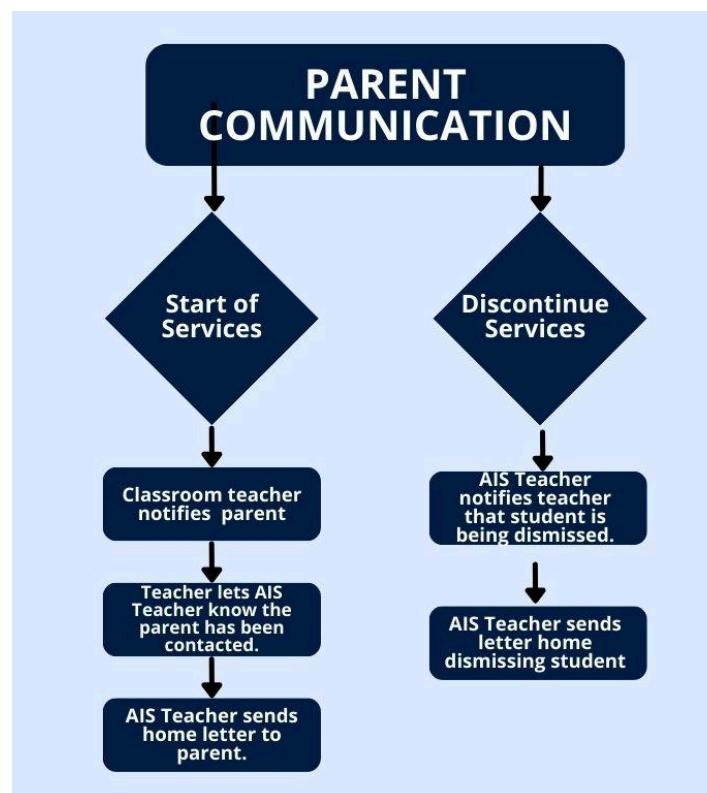 PARENT
COMMUNICATION
Start of
Services
Classroom teacher
notifies parent
Teacher lets AIS
Teacher know the
parent has been
contacted.
AIS Teacher sends
home letter to
parent.
Discontinue
Services
AIS Teacher
notifies teacher
that student is
being dismissed.
AIS Teacher sends
letter home
dismissing student